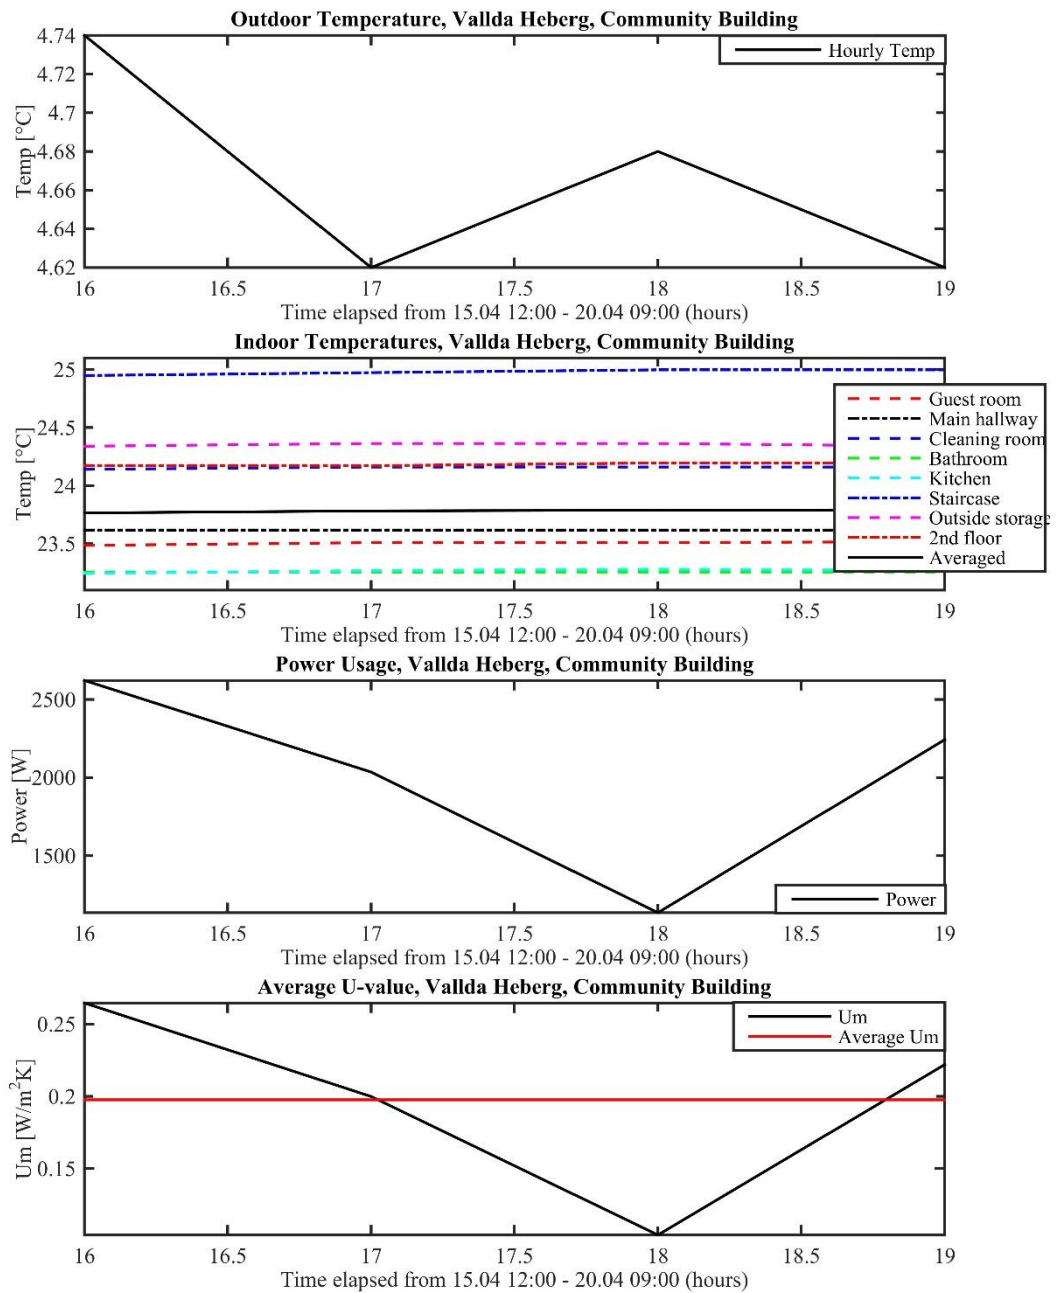 Outdoor Temperature, Vallda Heberg, Community Building
4.74
4.72
4.7
4.68
4.66
4.64
4.62
Temp [°C]
Hourly Temp
16
16.5
17
17.5
18
18.5
19
Time elapsed from 15.04 12:00 - 20.04 09:00 (hours)
Indoor Temperatures, Vallda Heberg, Community Building
25
24.5
24
23.5
Temp [°C]
Guest room
Main hallway
Cleaning room
Bathroom
Kitchen
Staircase
Outside storage
2nd floor
Averaged
16
16.5
17
17.5
18
18.5
19
Time elapsed from 15.04 12:00 - 20.04 09:00 (hours)
Power Usage, Vallda Heberg, Community Building
2500
2000
1500
Power [W]
Power
16
16.5
17
17.5
18
18.5
19
Time elapsed from 15.04 12:00 - 20.04 09:00 (hours)
Average U-value, Vallda Heberg, Community Building
0.25
0.2
0.15
Um [W/m²K]
Um
Average Um
16
16.5
17
17.5
18
18.5
19
Time elapsed from 15.04 12:00 - 20.04 09:00 (hours)